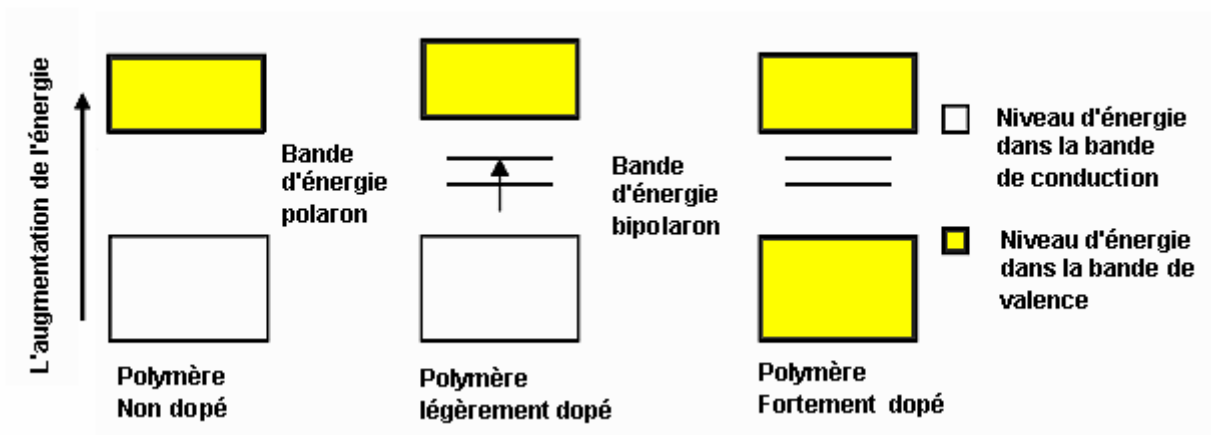 L'augmentation de l'énergie
Bande
d'énergie
polaron
Bande
d'énergie
bipolaron
Niveau d'énergie
dans la bande
de conduction
Niveau d'énergie
dans la bande de
valence
Polymère
Non dopé
Polymère
légèrement dopé
Polymère
Fortement dopé